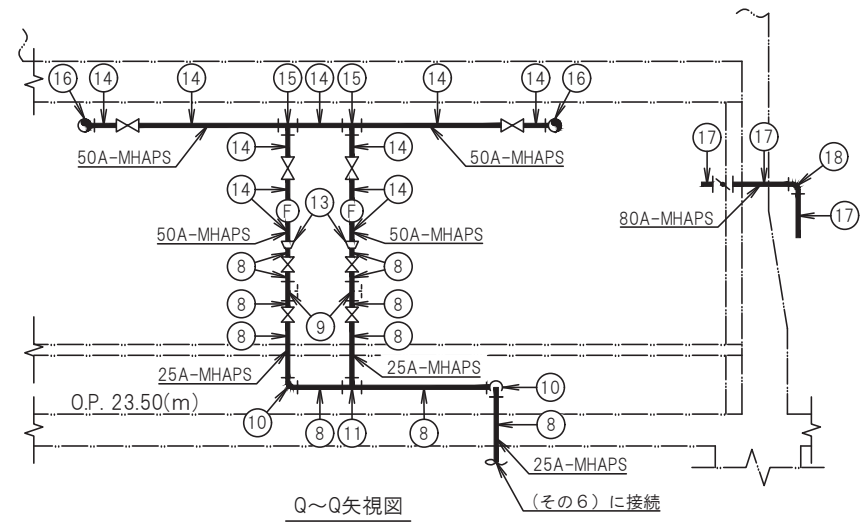 16 14 14 15 14 15 14 14 16
50A-MHAPS 50A-MHAPS
17 17 18
14 14
14 14
17
80A-MHAPS
F 13 F
50A-MHAPS 50A-MHAPS
8 8
8 9 8
8 8
25A-MHAPS 25A-MHAPS
O.P. 23.50(m)
10
10 8 11 8 8
25A-MHAPS
(その6)に接続
Q~Q矢視図